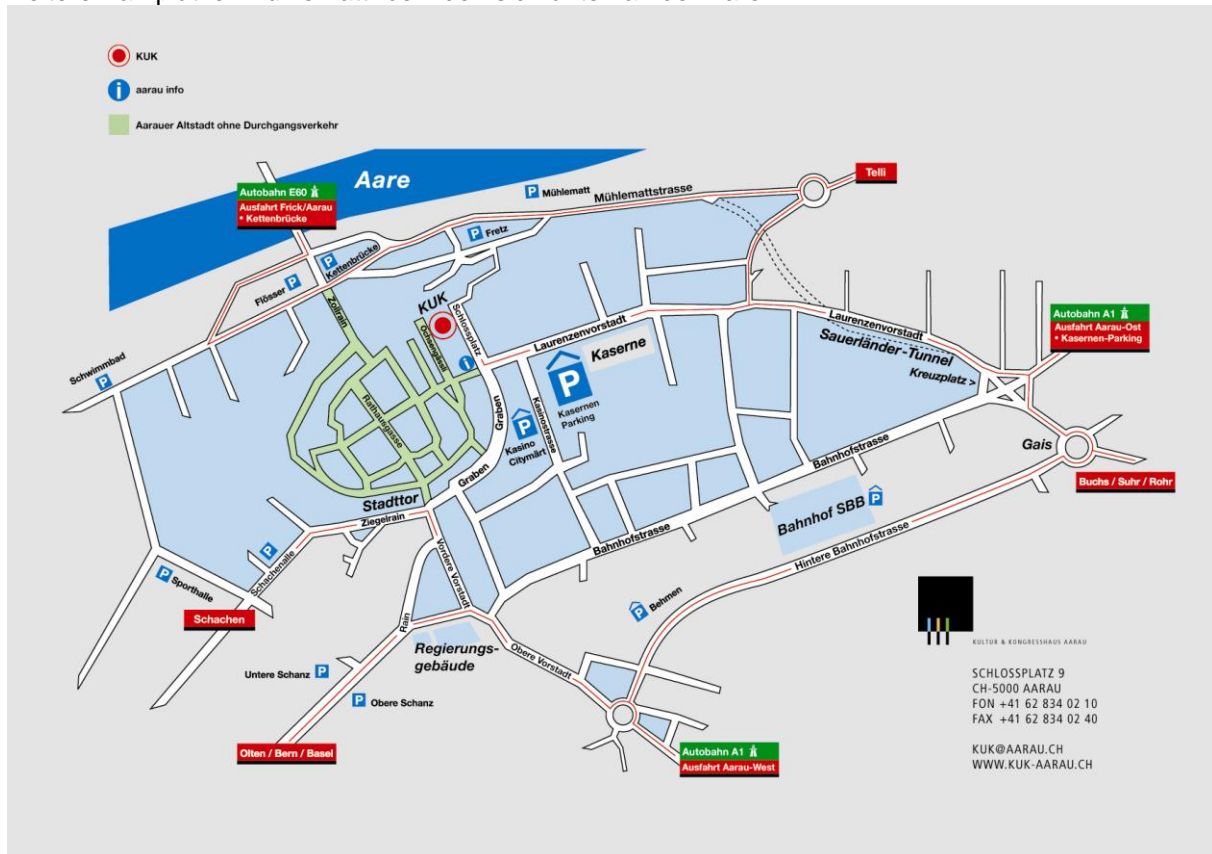 KUK
aarau info
Aarauer Altstadt ohne Durchgangsverkehr
Aare
Autobahn E60
Ausfahrt Frick/Aarau
• Kettenbrücke
P Mühlematt
Mühlemattstrasse
Telli
P Fretz
P
Kettenbrücke
Flösser P
Zollrain
KUK
Schlossplatz
Ochsengässli
i
Laurenzenvorstadt
Kaserne
Laurenzenvorstadt
Sauerländer-Tunnel
Kreuzplatz >
Autobahn A1
Ausfahrt Aarau-Ost
• Kasernen-Parking
Schwimmbad
P
P
Kasernen
Parking
Kasinostrasse
Graben
P
Kasino
Citymärt
Rathausgasse
Graben
Stadttor
Ziegelrain
Bahnhofstrasse
Gais
Buchs / Suhr / Rohr
Bahnhof SBB P
Bahnhofstrasse
Hintere Bahnhofstrasse
P
Schachenalle
P Sporthalle
Schachen
Vordere Vorstadt
Rain
Regierungs-
gebäude
Obere Vorstadt
P Behmen
Untere Schanz P
P Obere Schanz
Olten / Bern / Basel
Autobahn A1
Ausfahrt Aarau-West
KULTUR & KONGRESSHAUS AARAU
SCHLOSSPLATZ 9
CH-5000 AARAU
FON +41 62 834 02 10
FAX +41 62 834 02 40
KUK@AARAU.CH
WWW.KUK-AARAU.CH